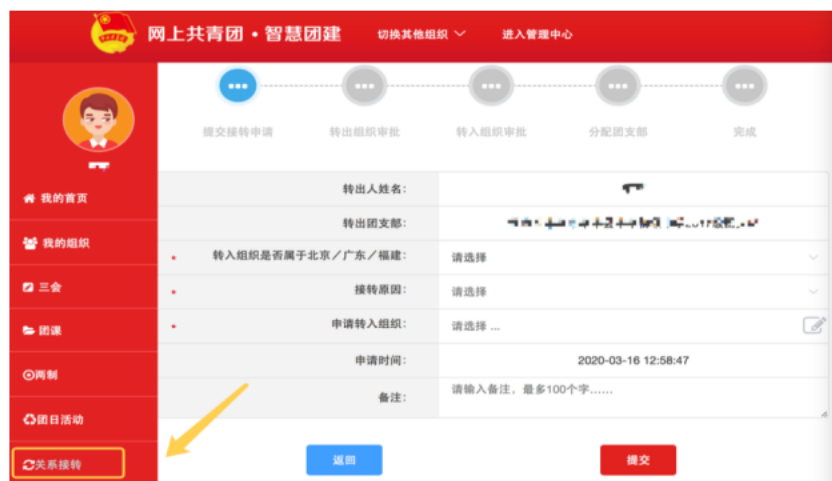 网上共青团・智慧团建 切换其他组织 进入管理中心
提交接转申请 转出组织审批 转入组织审批 分配团支部 完成
转出人姓名：
我的首页
转出团支部：
我的组织
* 转入组织是否属于北京／广东／福建： 请选择
三会
* 接转原因： 请选择
* 申请转入组织： 请选择 ...
团课
申请时间： 2020-03-16 12:58:47
两制
备注： 请输入备注，最多100个字……
团日活动
关系接转
返回 提交